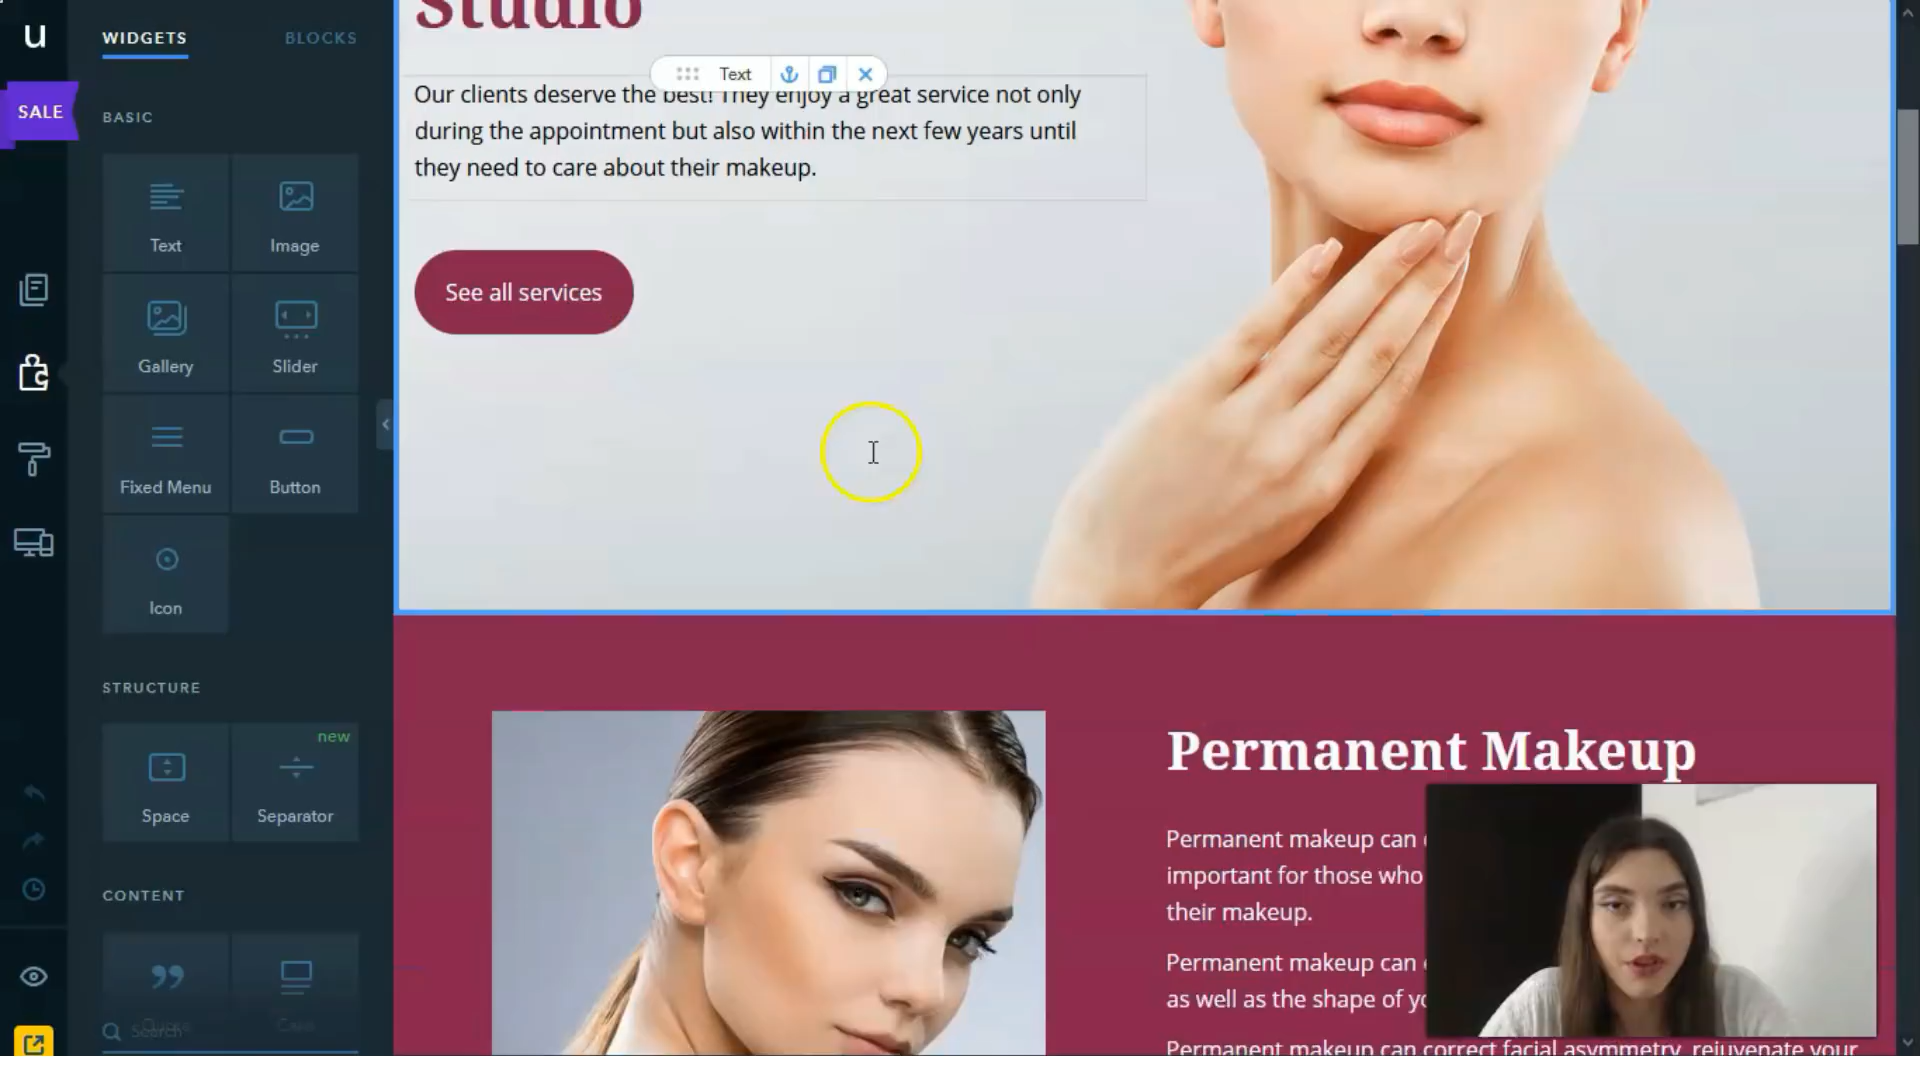 u
WIDGETS
BLOCKS
SALE
BASIC
Text
Image
Gallery
Slider
Fixed Menu
Button
Icon
STRUCTURE
Space
new
Separator
CONTENT
Quote
Card
Search
Studio
Text
Our clients deserve the best! They enjoy a great service not only
during the appointment but also within the next few years until
they need to care about their makeup.
See all services
Permanent Makeup
Permanent makeup can
important for those who
their makeup.
Permanent makeup can
as well as the shape of
Permanent makeup can correct facial asymmetry, rejuvenate your